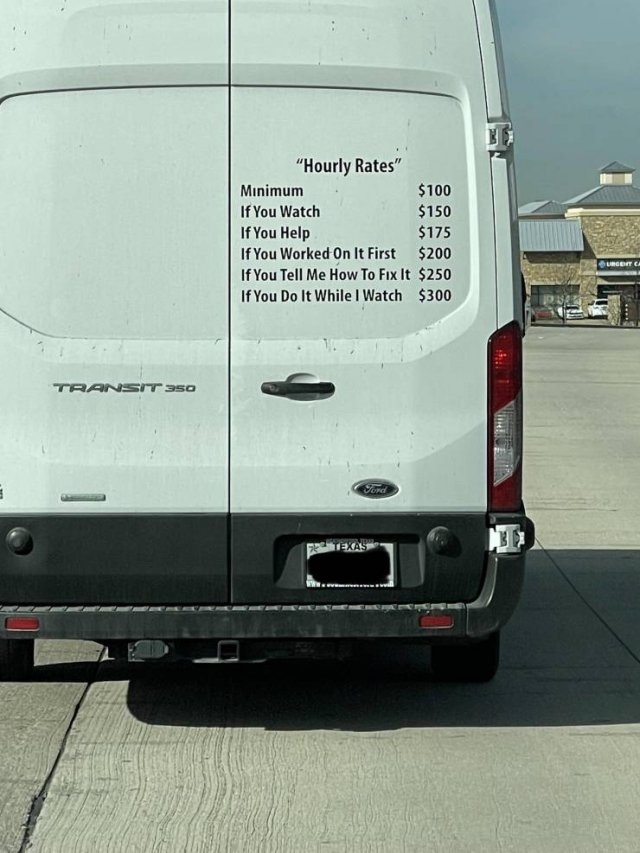 “Hourly Rates”
Minimum $100
If You Watch $150
If You Help $175
If You Worked On It First $200
If You Tell Me How To Fix It $250
If You Do It While I Watch $300
URGENT CA
TRANSIT 350
Ford
TEXAS